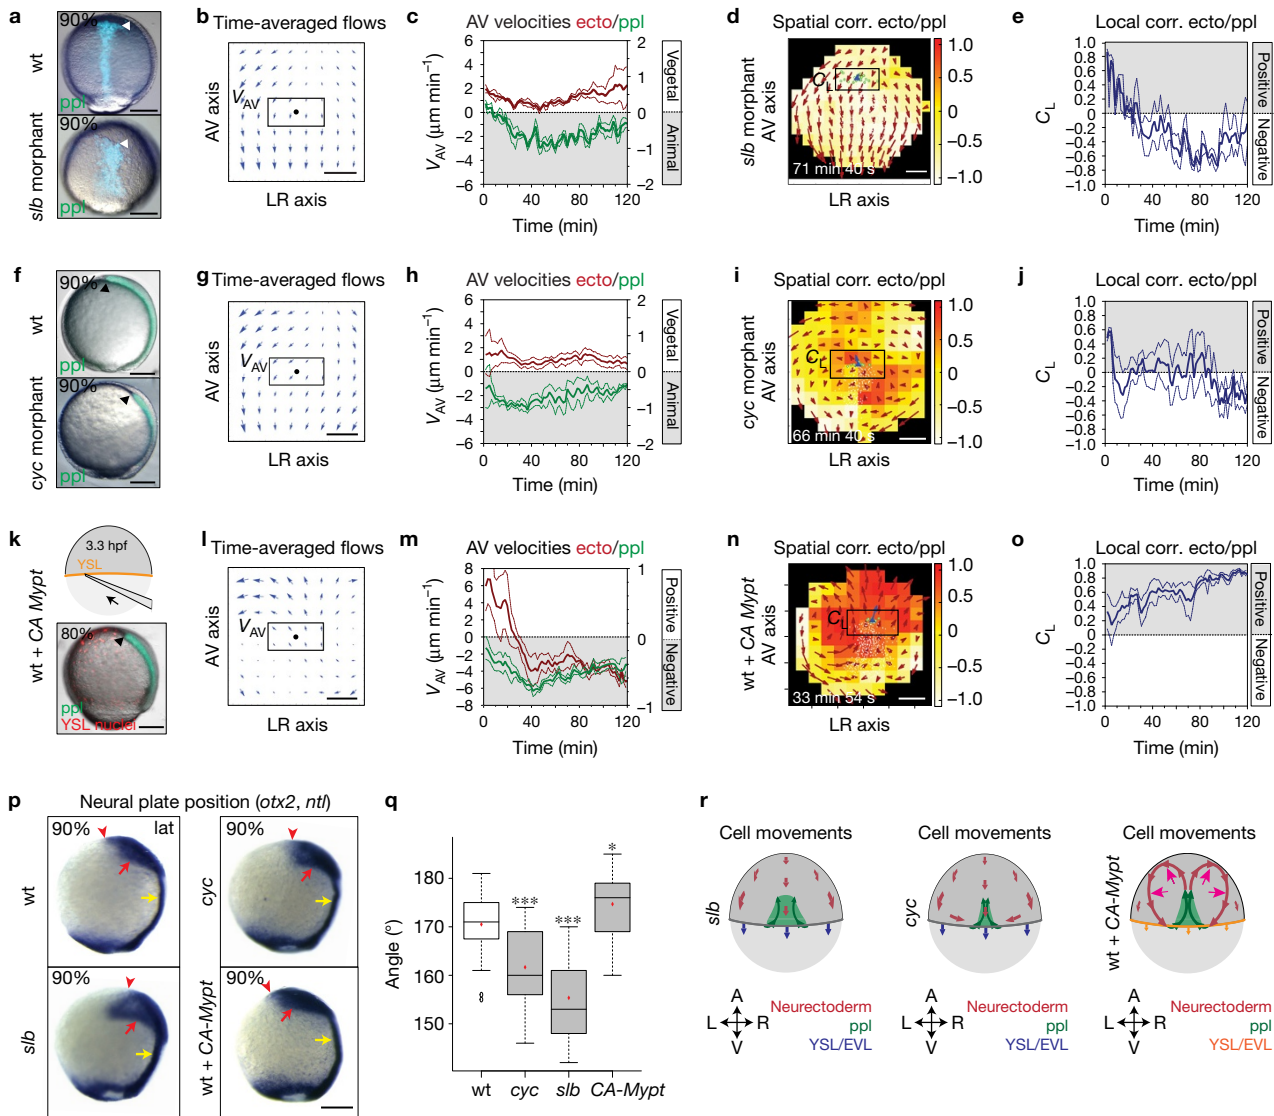 a
90%
wt
ppl
90%
slb morphant
ppl
b
Time-averaged flows
V_AV
AV axis
LR axis
c
AV velocities ecto/ppl
V_AV (μm min⁻¹)
6
4
2
0
−2
−4
−6
2
1
0
−1
−2
Vegetal
Animal
0 40 80 120
Time (min)
d
Spatial corr. ecto/ppl
slb morphant
AV axis
C_L
71 min 40 s
1.0
0.5
0
−0.5
−1.0
LR axis
e
Local corr. ecto/ppl
C_L
1.0
0.8
0.6
0.4
0.2
0
−0.2
−0.4
−0.6
−0.8
−1.0
Positive
Negative
0 40 80 120
Time (min)
f
90%
wt
ppl
90%
cyc morphant
ppl
g
Time-averaged flows
V_AV
AV axis
LR axis
h
AV velocities ecto/ppl
V_AV (μm min⁻¹)
6
4
2
0
−2
−4
−6
2
1
0
−1
−2
Vegetal
Animal
0 40 80 120
Time (min)
i
Spatial corr. ecto/ppl
cyc morphant
AV axis
C_L
66 min 40 s
1.0
0.5
0
−0.5
−1.0
LR axis
j
Local corr. ecto/ppl
C_L
1.0
0.8
0.6
0.4
0.2
0
−0.2
−0.4
−0.6
−0.8
−1.0
Positive
Negative
0 40 80 120
Time (min)
k
3.3 hpf
YSL
wt + CA Mypt
80%
ppl
YSL nuclei
l
Time-averaged flows
V_AV
AV axis
LR axis
m
AV velocities ecto/ppl
V_AV (μm min⁻¹)
8
6
4
2
0
−2
−4
−6
−8
1
0
−1
Positive
Negative
0 40 80 120
Time (min)
n
Spatial corr. ecto/ppl
wt + CA Mypt
AV axis
C_L
33 min 54 s
1.0
0.5
0
−0.5
−1.0
LR axis
o
Local corr. ecto/ppl
C_L
1.0
0.8
0.6
0.4
0.2
0
−0.2
−0.4
−0.6
−0.8
−1.0
Positive
Negative
0 40 80 120
Time (min)
p
Neural plate position (otx2, ntl)
90%
lat
wt
90%
cyc
90%
slb
90%
wt + CA-Mypt
q
Angle (°)
180
170
160
150
***
***
*
wt cyc slb CA-Mypt
r
Cell movements
slb
A
L R
V
Neurectoderm
ppl
YSL/EVL
Cell movements
cyc
A
L R
V
Neurectoderm
ppl
YSL/EVL
Cell movements
wt + CA-Mypt
A
L R
V
Neurectoderm
ppl
YSL/EVL